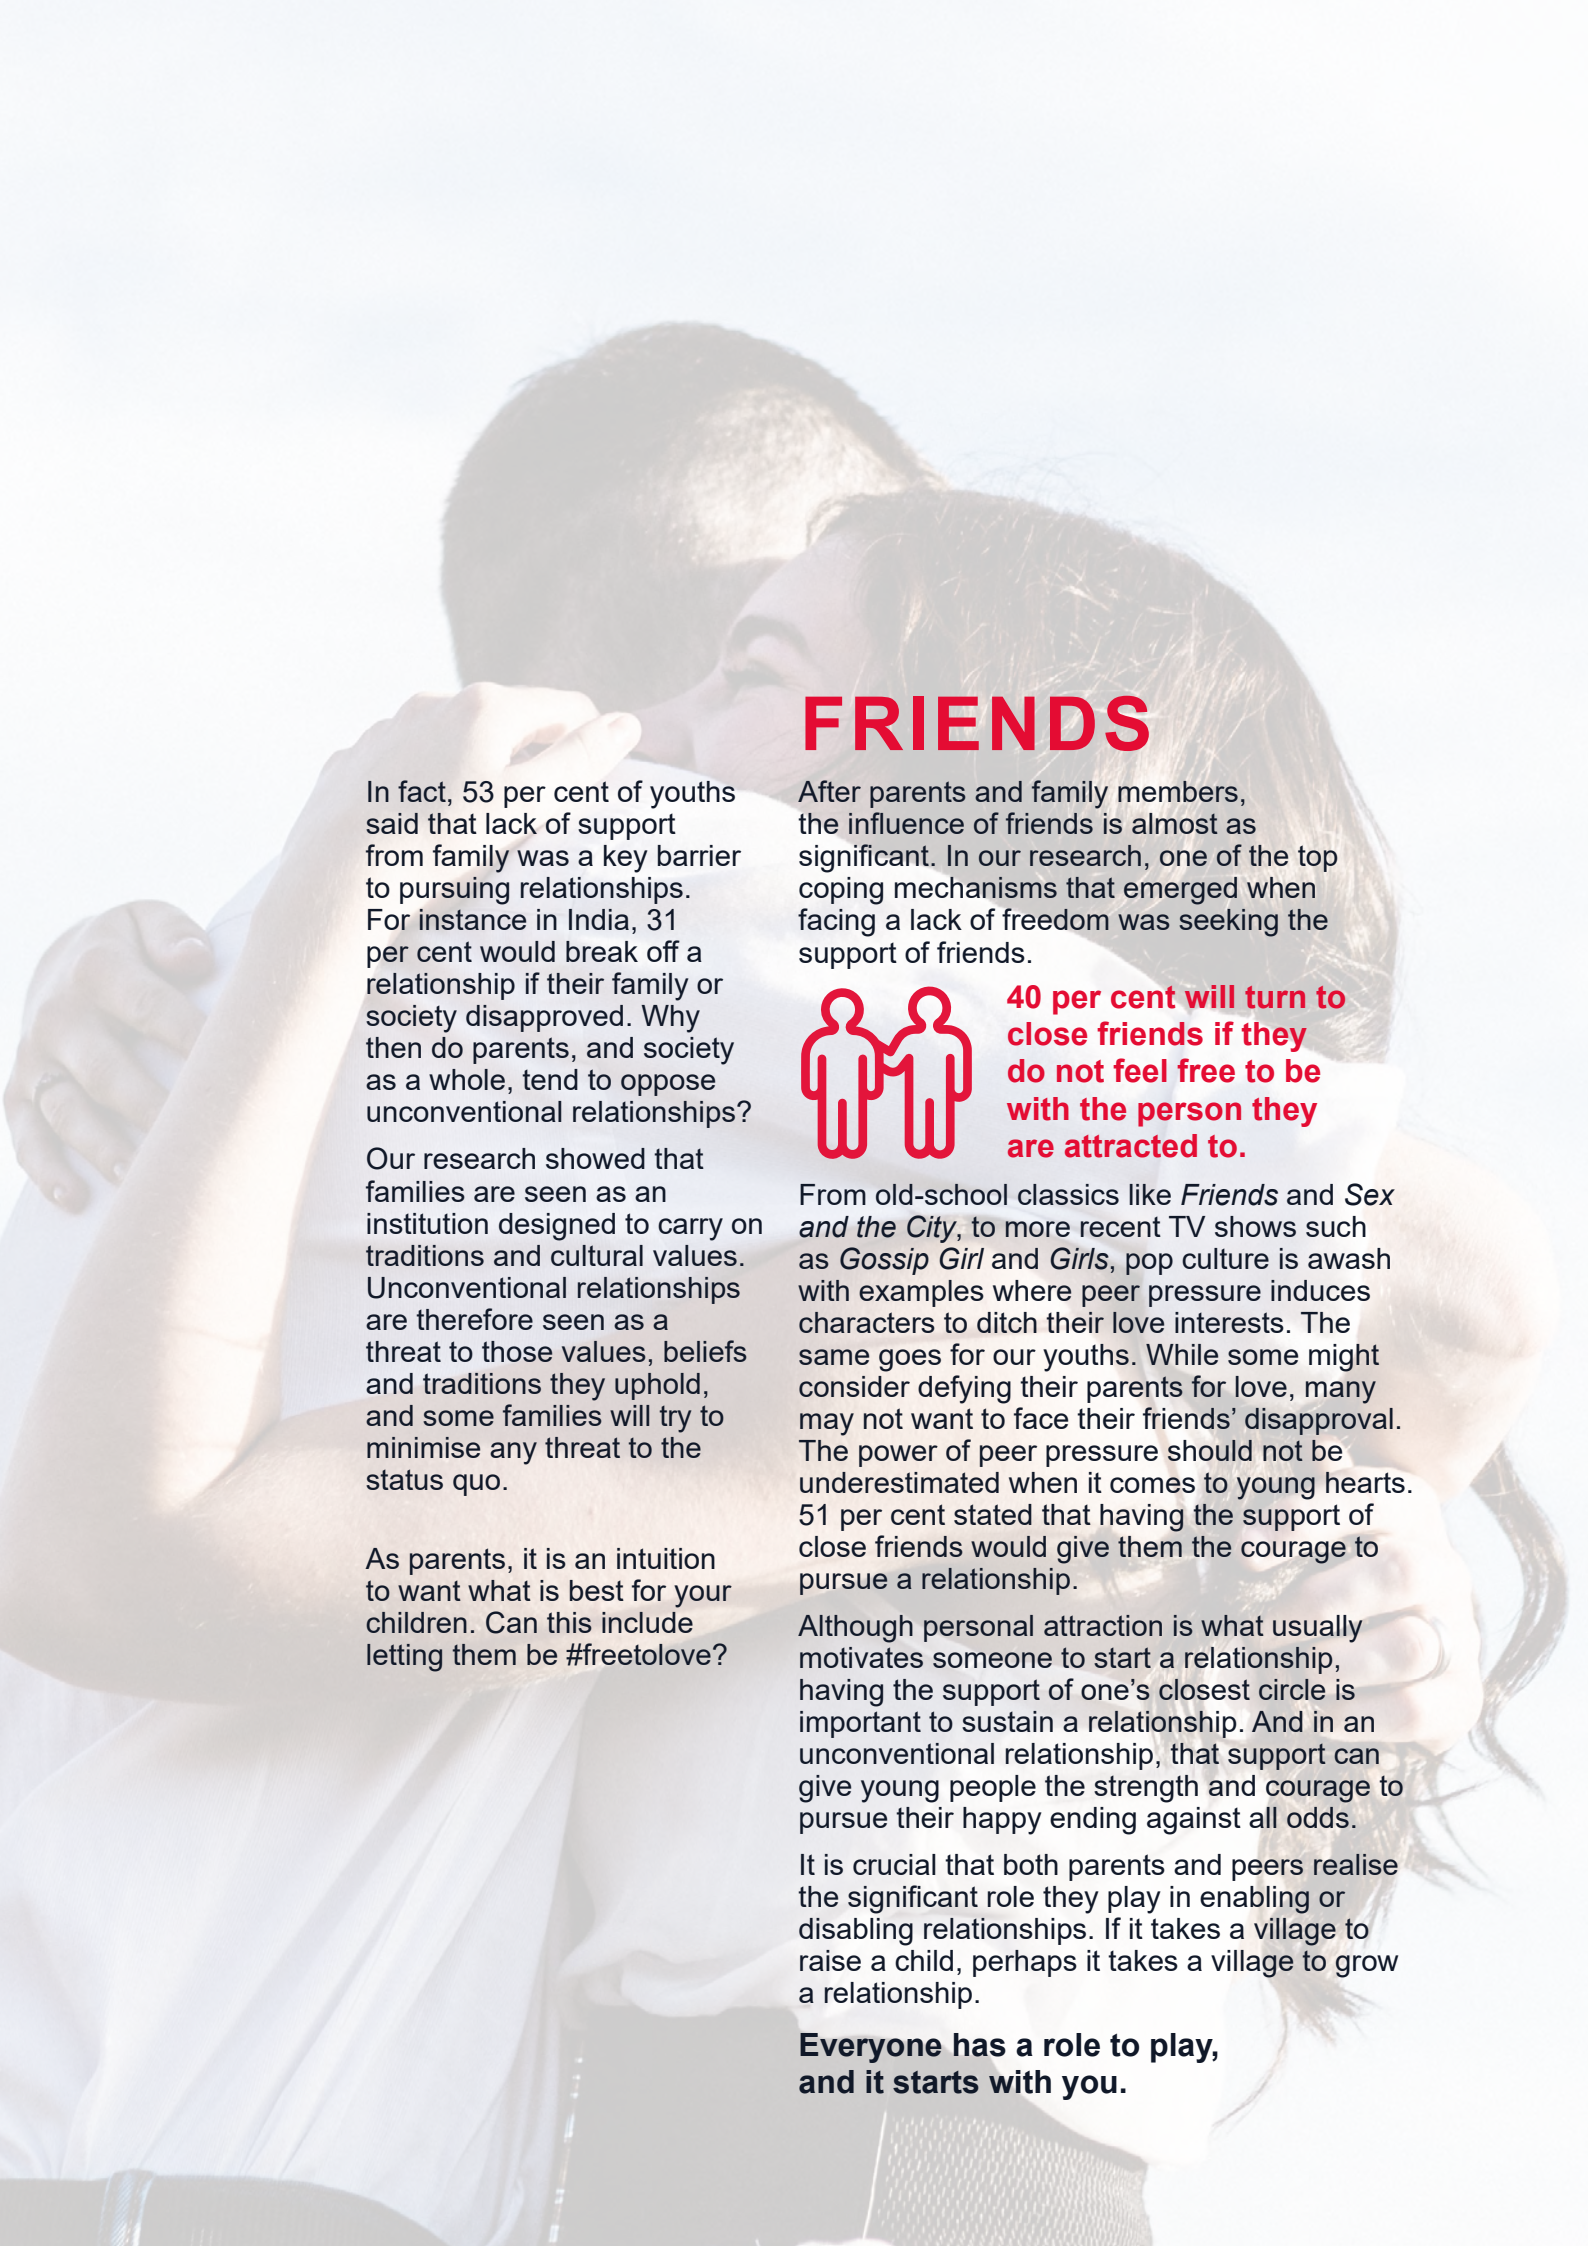 In fact, 53 per cent of youths
said that lack of support
from family was a key barrier
to pursuing relationships.
For instance in India, 31
per cent would break off a
relationship if their family or
society disapproved. Why
then do parents, and society
as a whole, tend to oppose
unconventional relationships?
Our research showed that
families are seen as an
institution designed to carry on
traditions and cultural values.
Unconventional relationships
are therefore seen as a
threat to those values, beliefs
and traditions they uphold,
and some families will try to
minimise any threat to the
status quo.
As parents, it is an intuition
to want what is best for your
children. Can this include
letting them be #freetolove?
FRIENDS
After parents and family members,
the influence of friends is almost as
significant. In our research, one of the top
coping mechanisms that emerged when
facing a lack of freedom was seeking the
support of friends.
40 per cent will turn to
close friends if they
do not feel free to be
with the person they
are attracted to.
From old-school classics like Friends and Sex
and the City, to more recent TV shows such
as Gossip Girl and Girls, pop culture is awash
with examples where peer pressure induces
characters to ditch their love interests. The
same goes for our youths. While some might
consider defying their parents for love, many
may not want to face their friends’ disapproval.
The power of peer pressure should not be
underestimated when it comes to young hearts.
51 per cent stated that having the support of
close friends would give them the courage to
pursue a relationship.
Although personal attraction is what usually
motivates someone to start a relationship,
having the support of one’s closest circle is
important to sustain a relationship. And in an
unconventional relationship, that support can
give young people the strength and courage to
pursue their happy ending against all odds.
It is crucial that both parents and peers realise
the significant role they play in enabling or
disabling relationships. If it takes a village to
raise a child, perhaps it takes a village to grow
a relationship.
Everyone has a role to play,
and it starts with you.